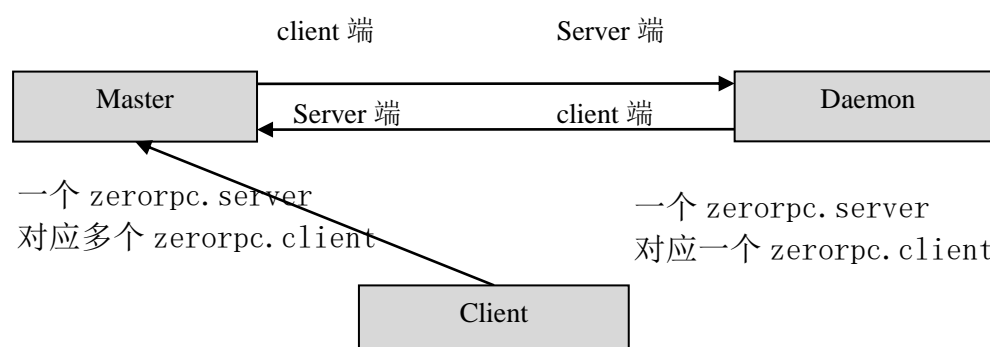 client 端 Server 端
Master
Daemon
Server 端 client 端
一个 zerorpc.server
对应多个 zerorpc.client
一个 zerorpc.server
对应一个 zerorpc.client
Client